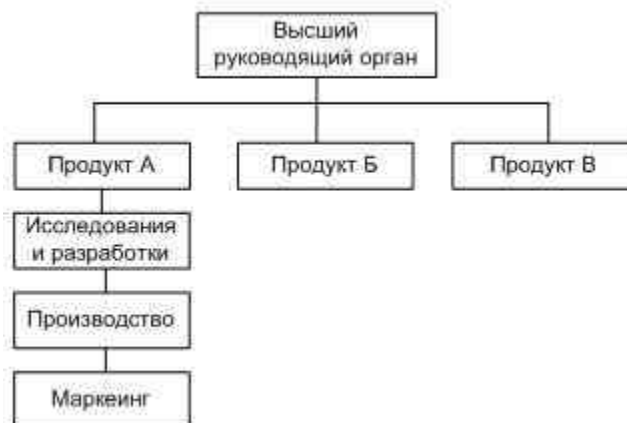 Высший
руководящий орган
Продукт А
Продукт Б
Продукт В
Исследования
и разработки
Производство
Маркеинг